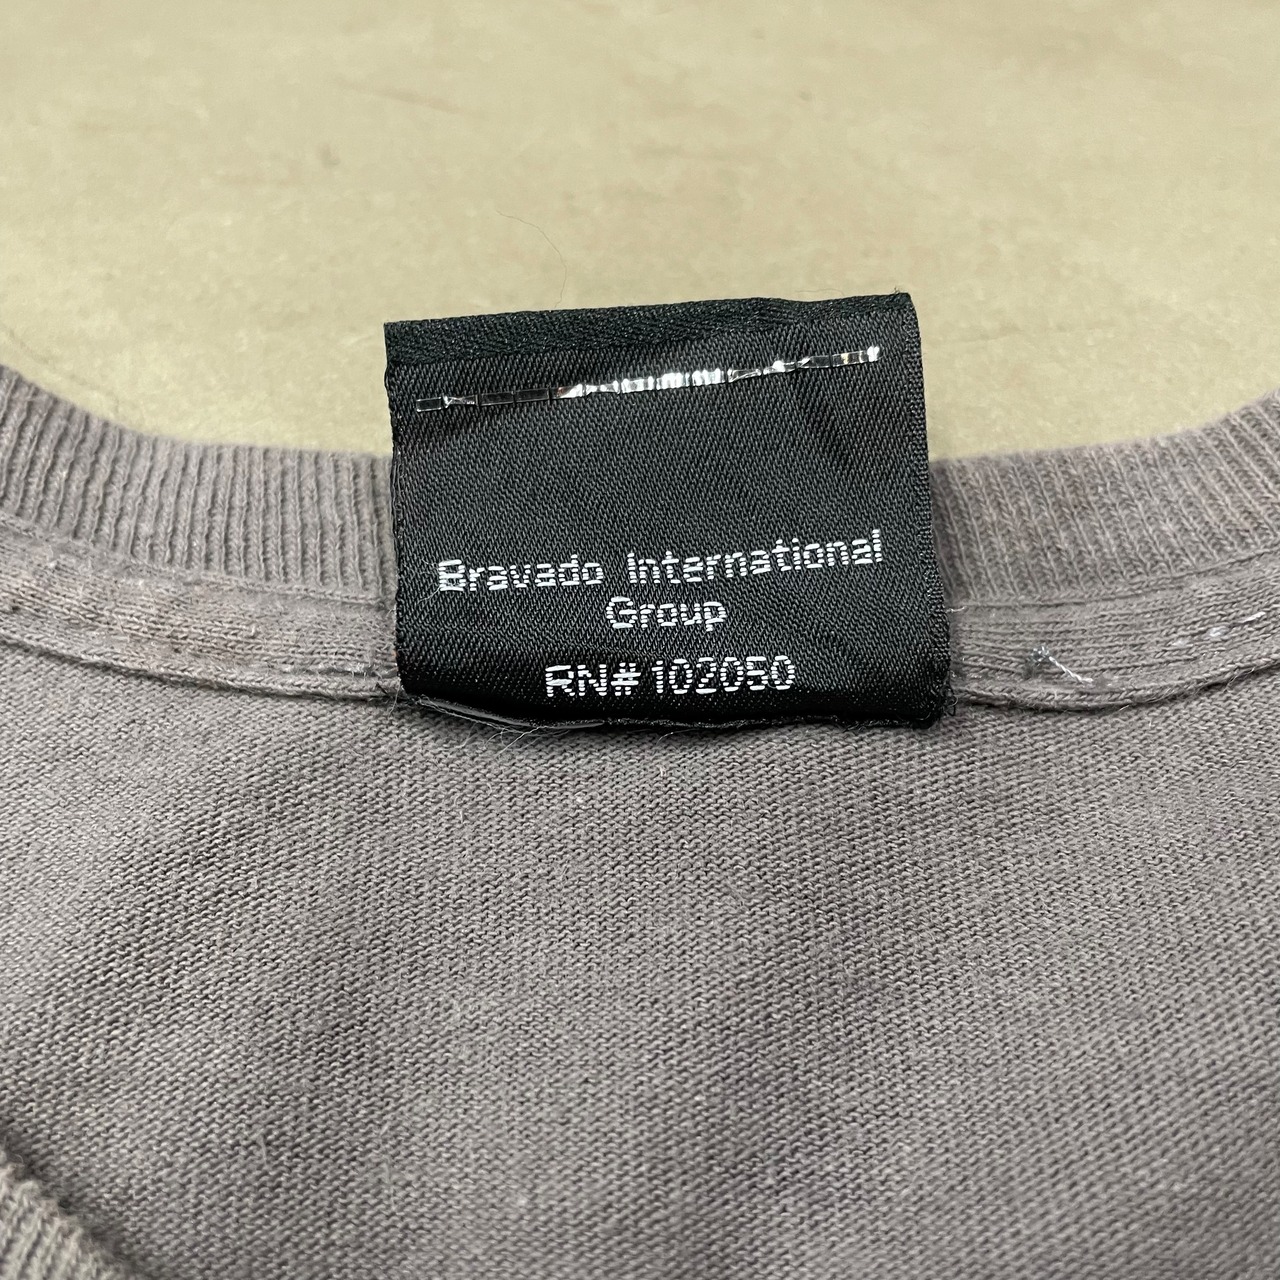 Bravado International
Group
RN# 102050